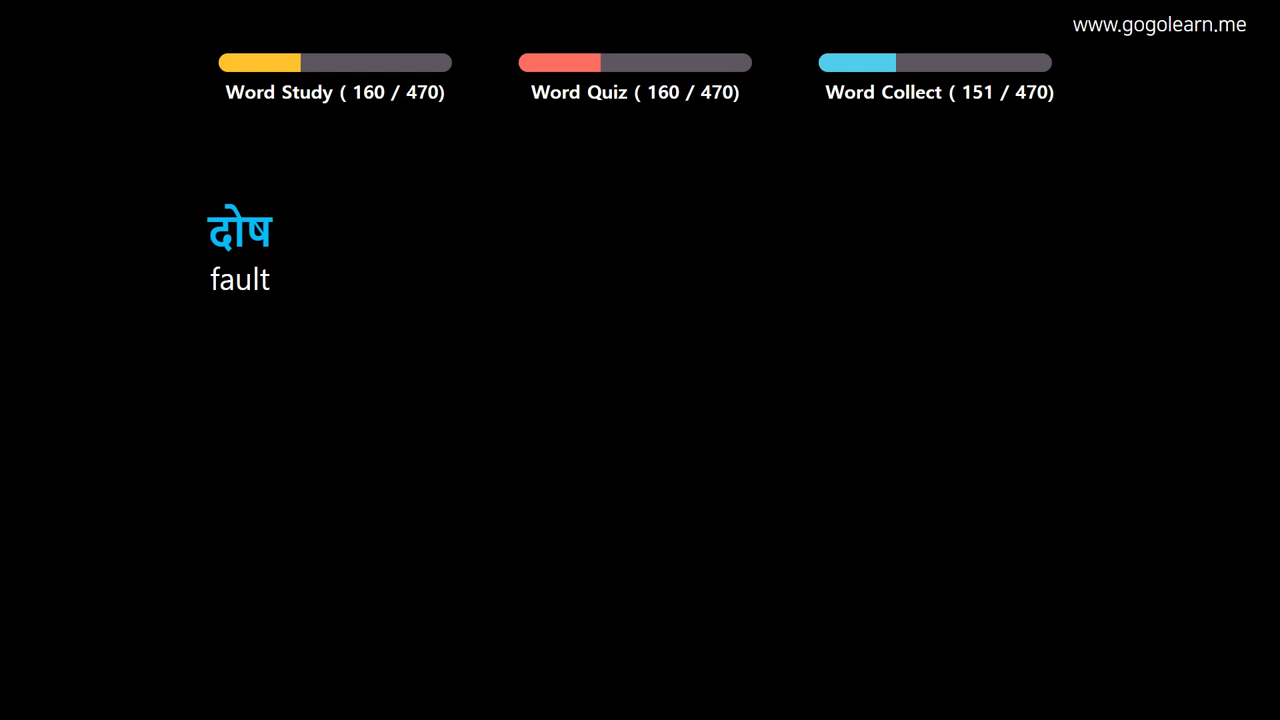 www.gogolearn.me
Word Study ( 160 / 470)
Word Quiz ( 160 / 470)
Word Collect ( 151 / 470)
दोष
fault